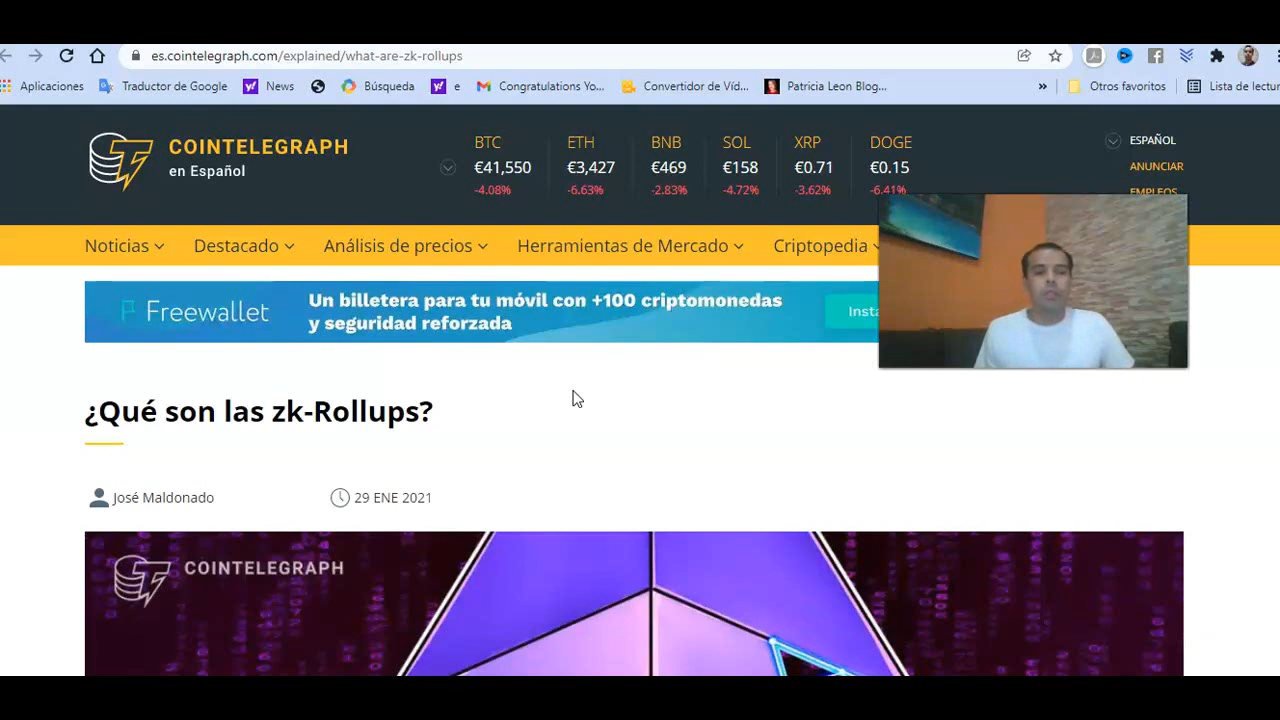 es.cointelegraph.com/explained/what-are-zk-rollups
Aplicaciones Traductor de Google News Búsqueda e Congratulations Yo... Convertidor de Víd... Patricia Leon Blog... » Otros favoritos Lista de lectur
COINTELEGRAPH
en Español
BTC ETH BNB SOL XRP DOGE
€41,550 €3,427 €469 €158 €0.71 €0.15
-4.08% -6.63% -2.83% -4.72% -3.62% -6.41%
ESPAÑOL
ANUNCIAR
EMPLEOS
Noticias Destacado Análisis de precios Herramientas de Mercado Criptopedia
Freewallet
Un billetera para tu móvil con +100 criptomonedas
y seguridad reforzada
Insta
¿Qué son las zk-Rollups?
José Maldonado 29 ENE 2021
COINTELEGRAPH